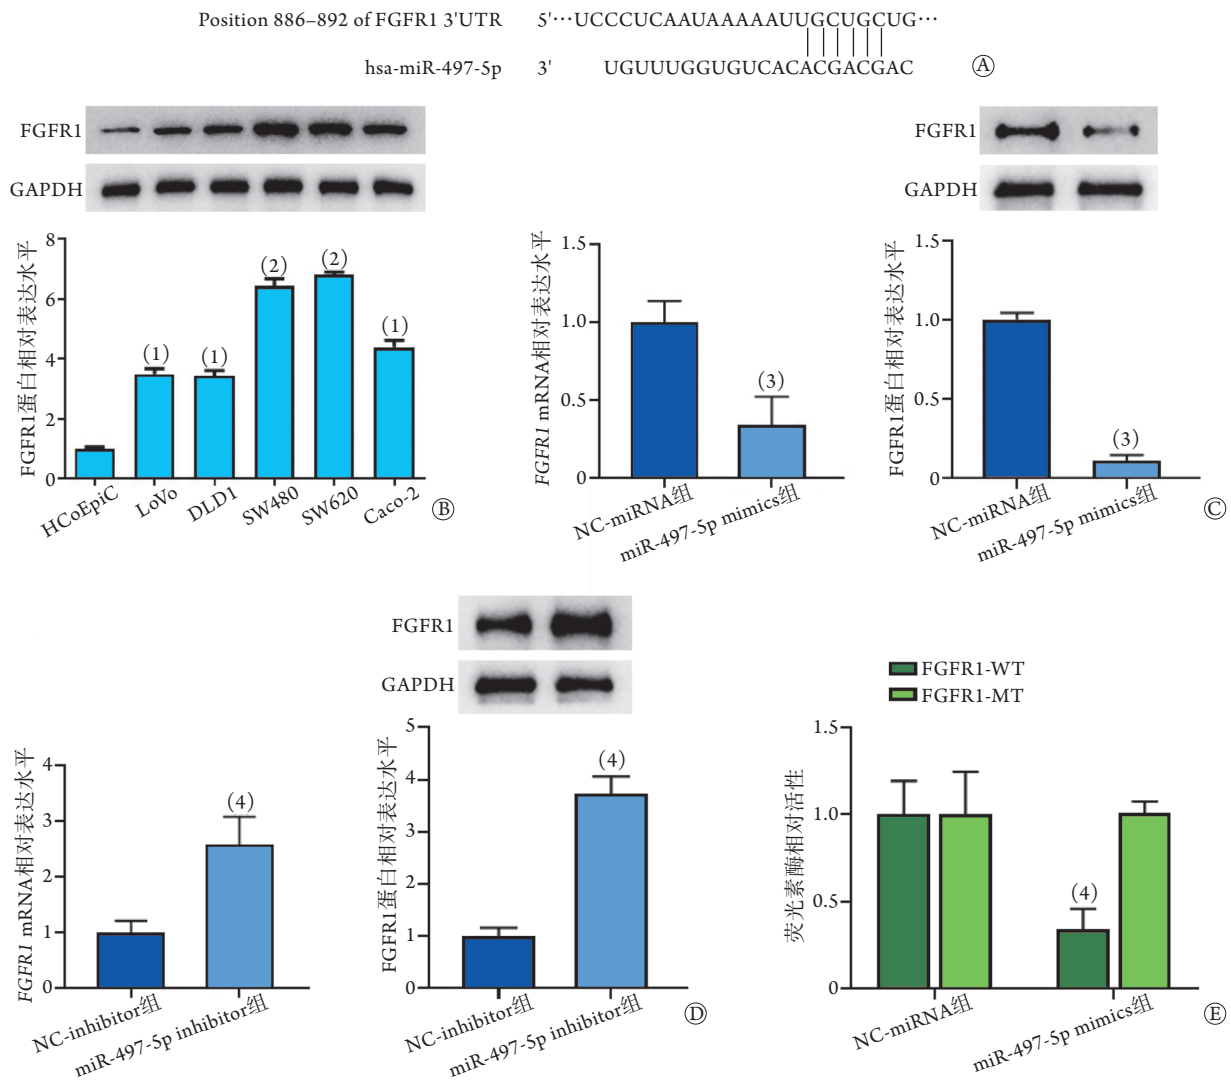 Position 886–892 of FGFR1 3'UTR 5'···UCCCUCAAUAAAAAUUGCUGCUG···
hsa-miR-497-5p 3' UGUUUGGUGUCACACGACGAC
Ⓐ
FGFR1
GAPDH
FGFR1蛋白相对表达水平
8
6
4
2
0
(1)
(1)
(2)
(2)
(1)
HCoEpiC
LoVo
DLD1
SW480
SW620
Caco-2
Ⓑ
FGFR1 mRNA相对表达水平
1.5
1.0
0.5
0
(3)
NC-miRNA组
miR-497-5p mimics组
FGFR1
GAPDH
FGFR1蛋白相对表达水平
1.5
1.0
0.5
0
(3)
NC-miRNA组
miR-497-5p mimics组
Ⓒ
FGFR1 mRNA相对表达水平
4
3
2
1
0
(4)
NC-inhibitor组
miR-497-5p inhibitor组
FGFR1
GAPDH
FGFR1蛋白相对表达水平
5
4
3
2
1
0
(4)
NC-inhibitor组
miR-497-5p inhibitor组
Ⓓ
FGFR1-WT
FGFR1-MT
荧光素酶相对活性
1.5
1.0
0.5
0
(4)
NC-miRNA组
miR-497-5p mimics组
Ⓔ